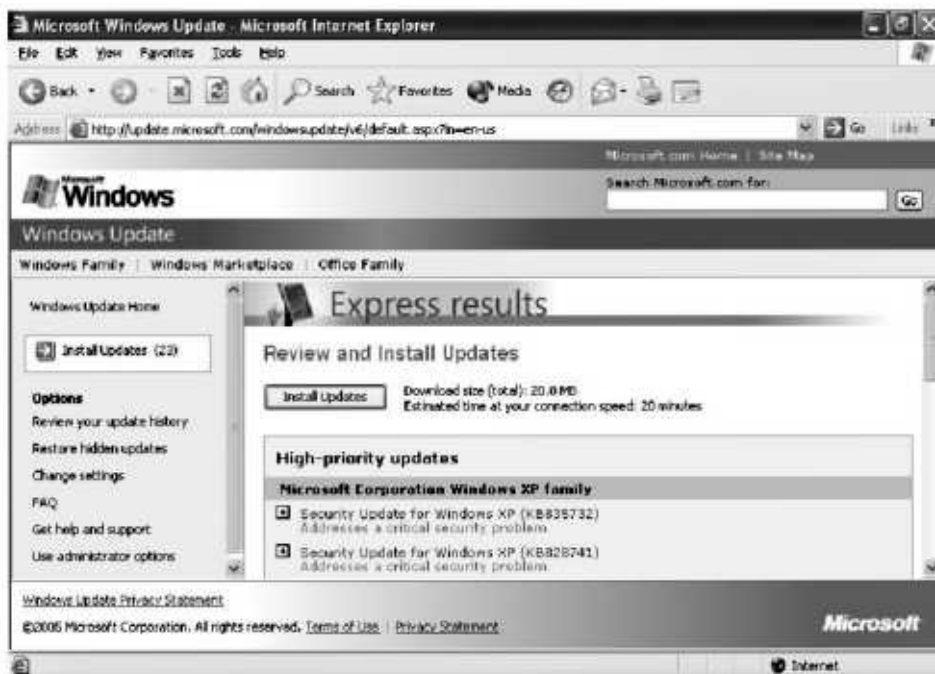 Microsoft Windows Update - Microsoft Internet Explorer
File Edit View Favorites Tools Help
Back Search Favorites Media
Address http://update.microsoft.com/windowsupdate/v6/default.aspx?ln=en-us Go Links
Microsoft.com Home | Site Map
Microsoft
Windows
Search Microsoft.com for:
Go
Windows Update
Windows Family | Windows Marketplace | Office Family
Windows Update Home
Install Updates (23)
Options
Review your update history
Restore hidden updates
Change settings
FAQ
Get help and support
Use administrator options
Express results
Review and Install Updates
Install Updates
Download size (total): 20.0 MB
Estimated time at your connection speed: 20 minutes
High-priority updates
Microsoft Corporation Windows XP family
Security Update for Windows XP (KB835732)
Addresses a critical security problem
Security Update for Windows XP (KB828741)
Addresses a critical security problem
Windows Update Privacy Statement
©2005 Microsoft Corporation. All rights reserved. Terms of Use | Privacy Statement
Microsoft
Internet